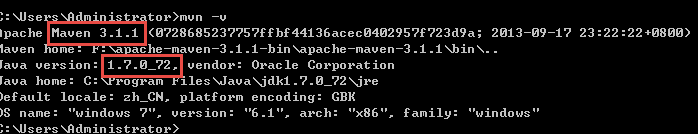 C:\Users\Administrator>mvn -v
Apache Maven 3.1.1 (0728685237757ffbf44136acec0402957f723d9a; 2013-09-17 23:22:22+0800)
Maven home: F:\apache-maven-3.1.1-bin\apache-maven-3.1.1\bin\..
Java version: 1.7.0_72, vendor: Oracle Corporation
Java home: C:\Program Files\Java\jdk1.7.0_72\jre
Default locale: zh_CN, platform encoding: GBK
OS name: "windows 7", version: "6.1", arch: "x86", family: "windows"
C:\Users\Administrator>